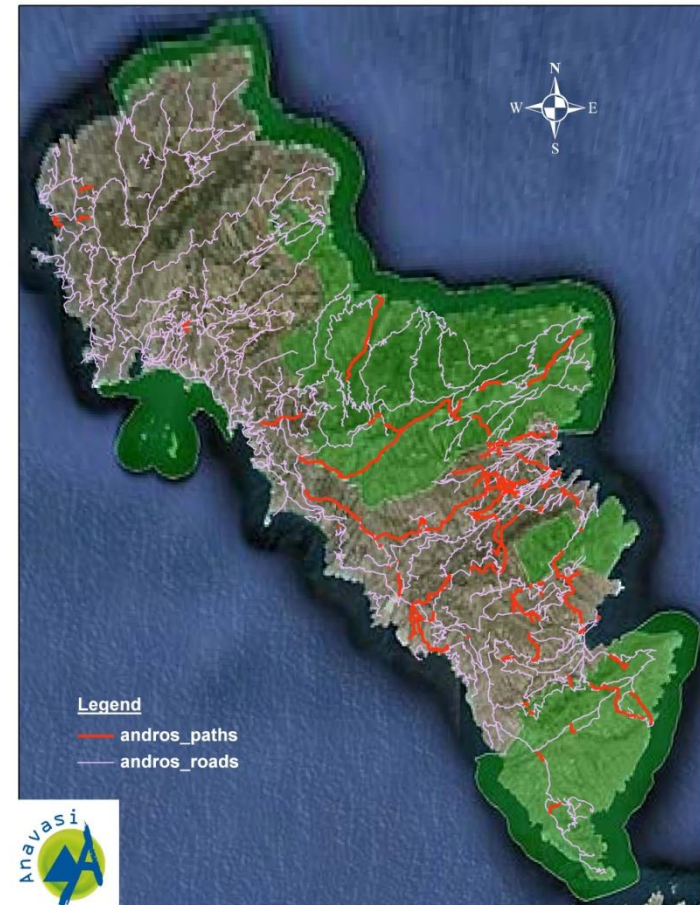 N
W E
S
Legend
andros_paths
andros_roads
Anavasi